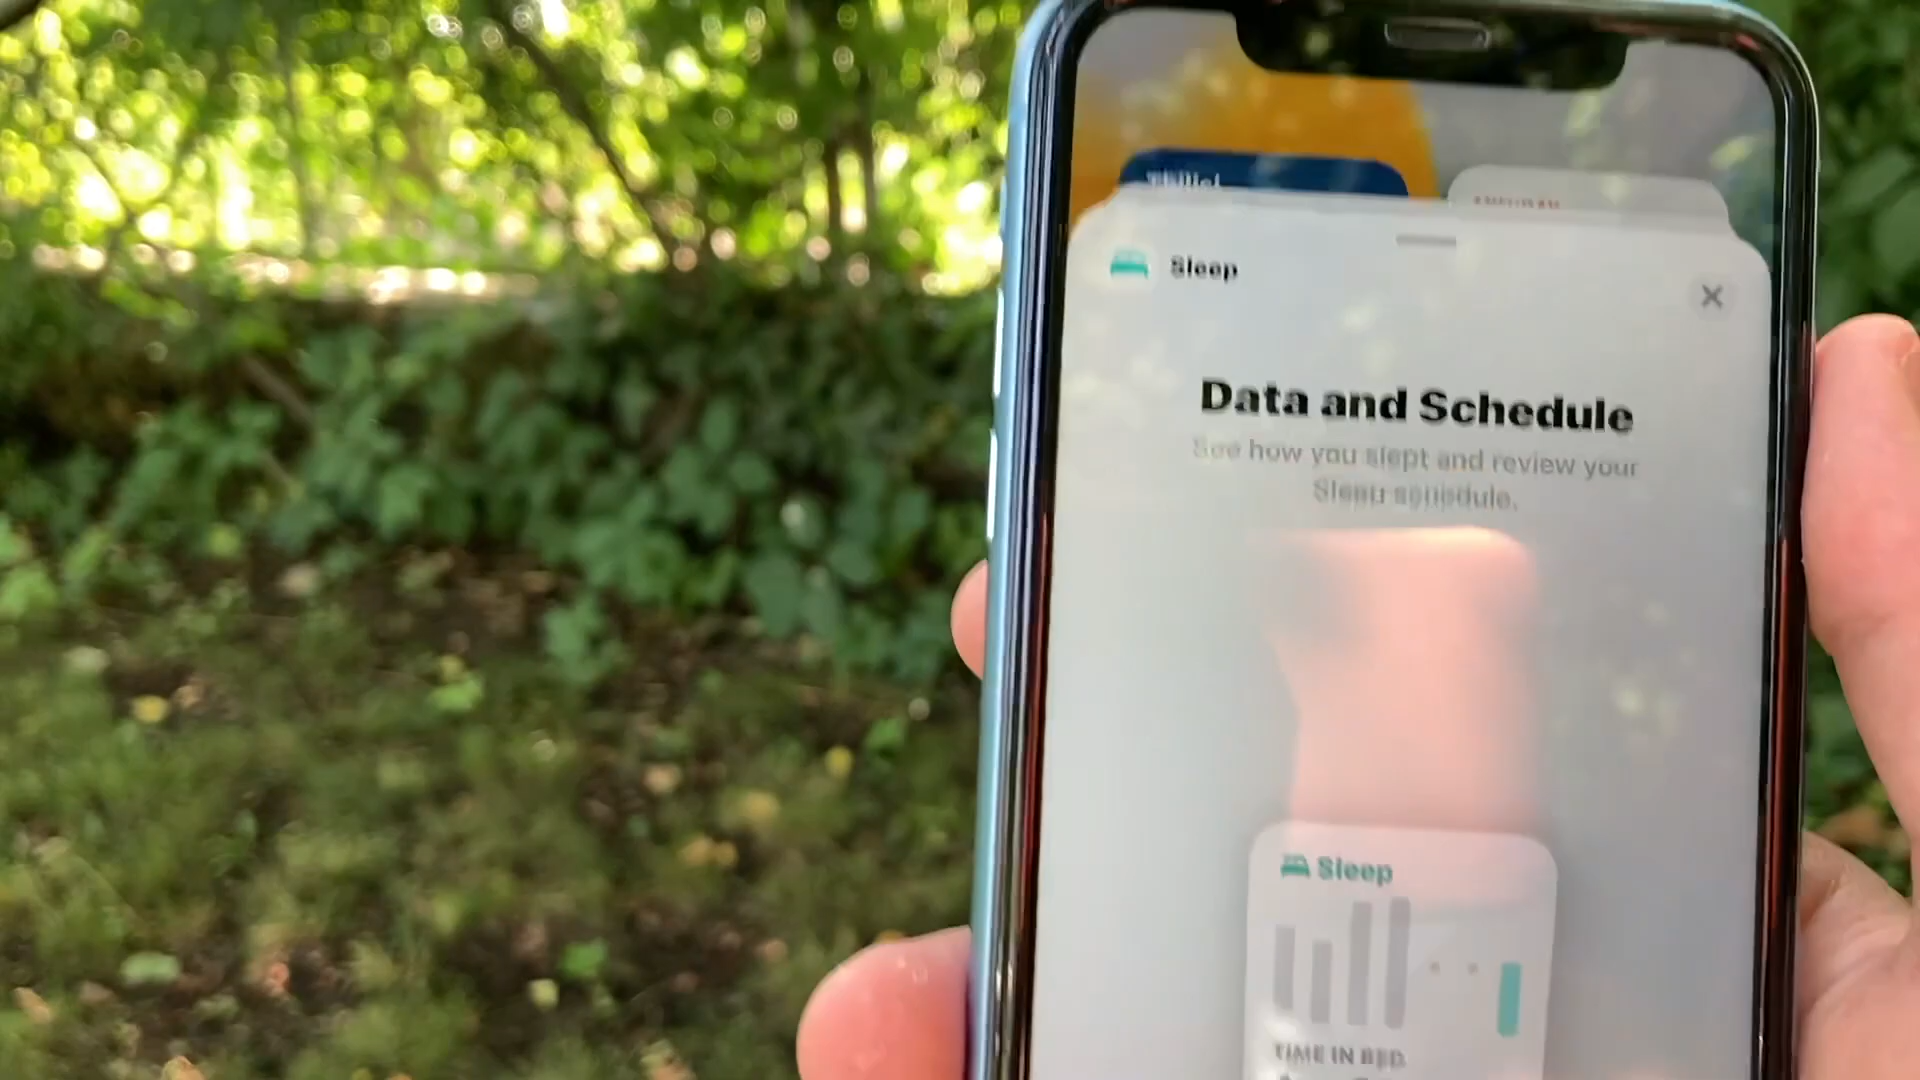 Sleep
Data and Schedule
See how you slept and review your
Sleep schedule.
Sleep
TIME IN BED